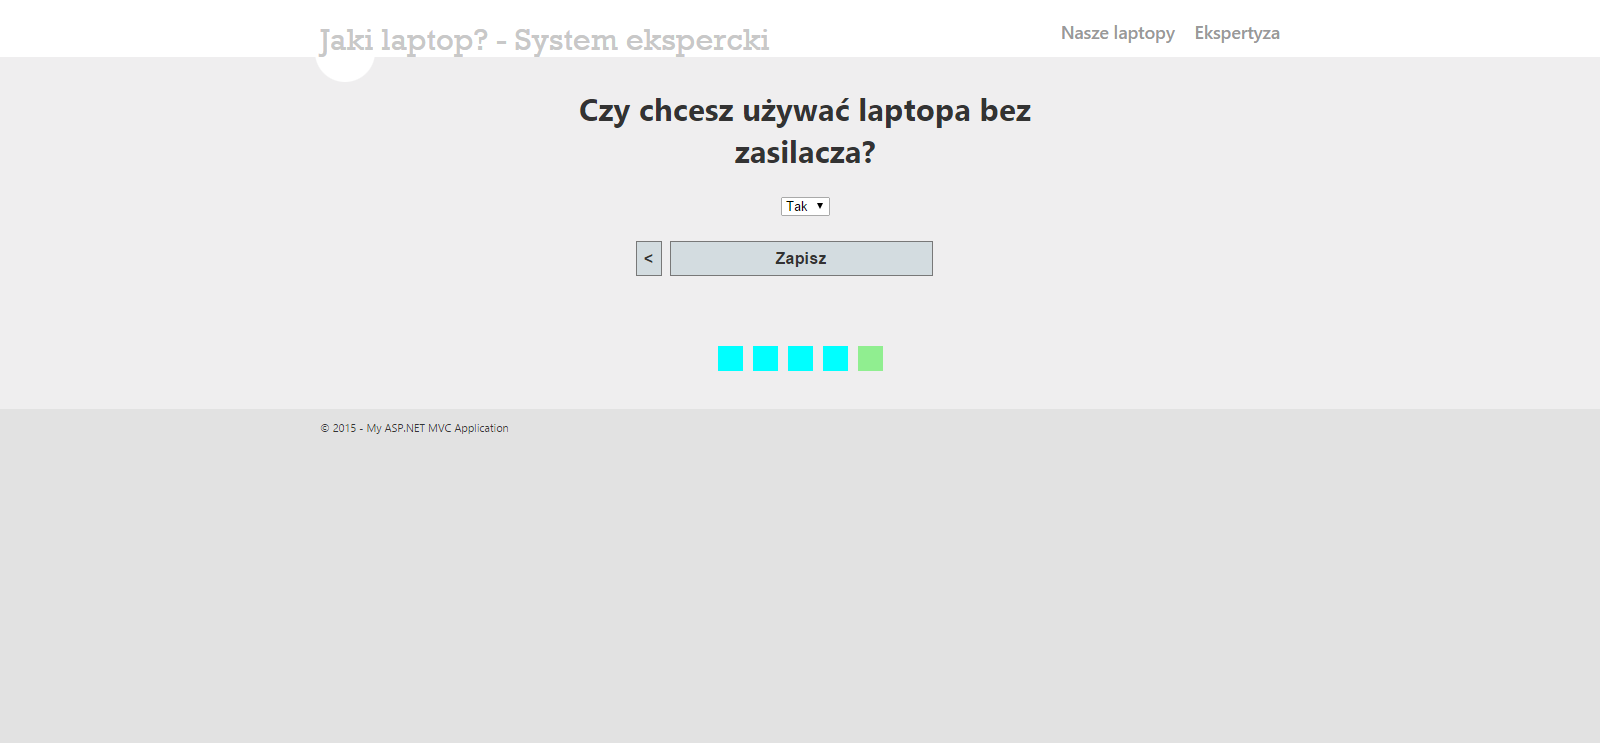 Jaki laptop? - System ekspercki
Nasze laptopy Ekspertyza
Czy chcesz używać laptopa bez
zasilacza?
Tak
< Zapisz
© 2015 - My ASP.NET MVC Application